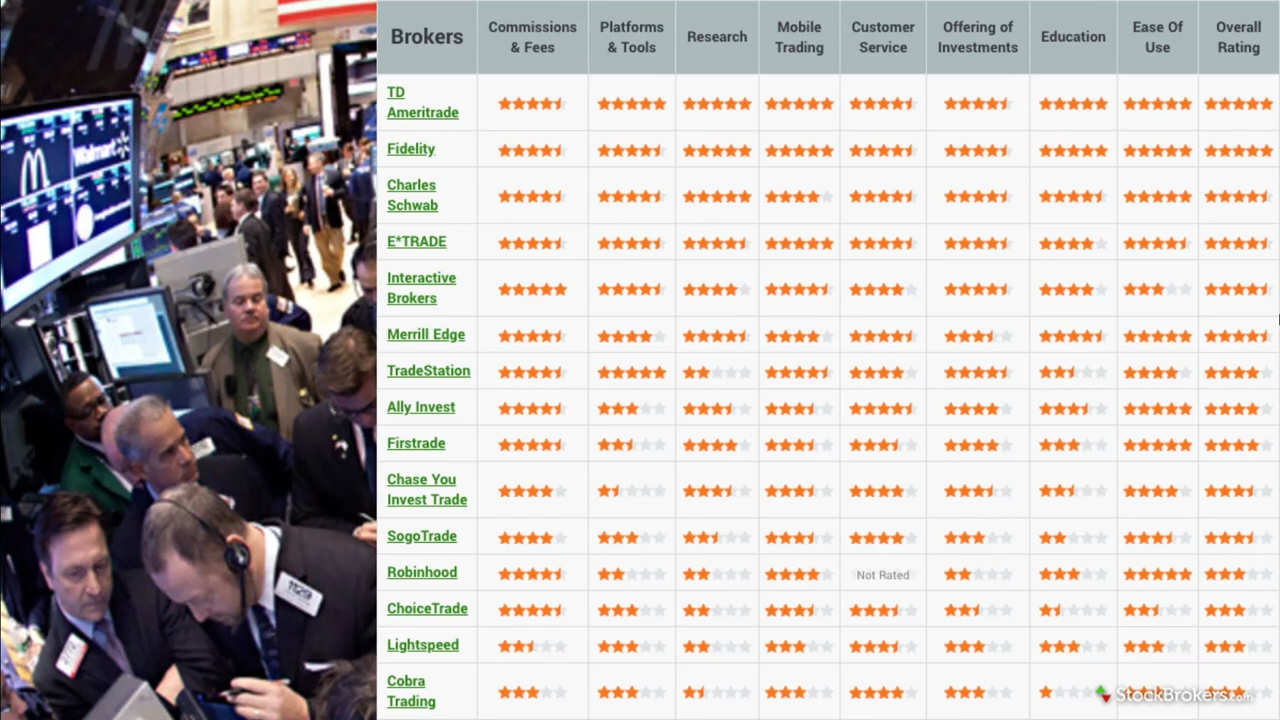 Walmart
1129
Brokers
Commissions
& Fees
Platforms
& Tools
Research
Mobile
Trading
Customer
Service
Offering of
Investments
Education
Ease Of
Use
Overall
Rating
TD
Ameritrade
Fidelity
Charles
Schwab
E*TRADE
Interactive
Brokers
Merrill Edge
TradeStation
Ally Invest
Firstrade
Chase You
Invest Trade
SogoTrade
Robinhood
Not Rated
ChoiceTrade
Lightspeed
Cobra
Trading
StockBrokers.com